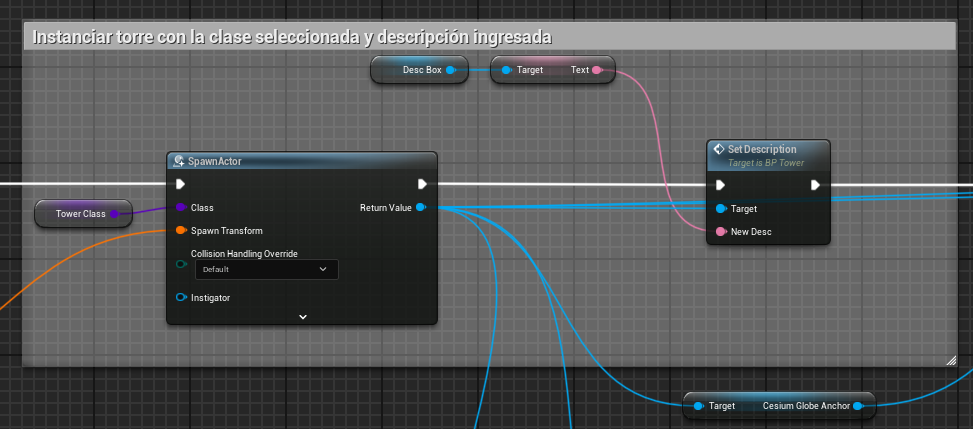 Instanciar torre con la clase seleccionada y descripción ingresada
Desc Box
Target Text
SpawnActor
Set Description
Target is BP Tower
Tower Class
Class
Return Value
Target
Spawn Transform
New Desc
Collision Handling Override
Default
Instigator
Target Cesium Globe Anchor